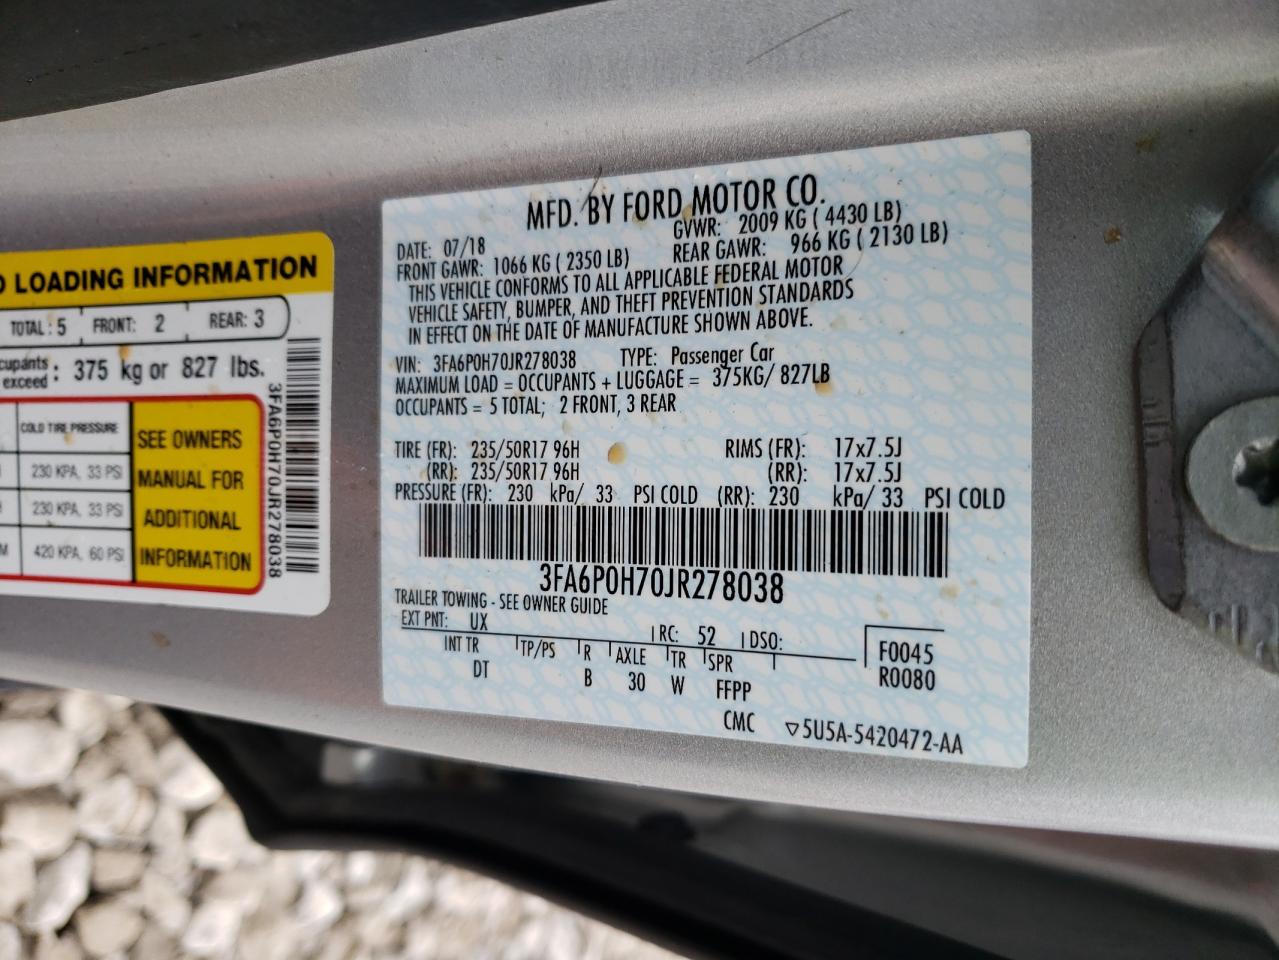 D LOADING INFORMATION
TOTAL: 5 FRONT: 2 REAR: 3
cupants
exceed : 375 kg or 827 lbs.
COLD TIRE PRESSURE
230 KPA, 33 PSI
230 KPA, 33 PSI
M 420 KPA, 60 PSI
SEE OWNERS
MANUAL FOR
ADDITIONAL
INFORMATION
3FA6P0H70JR278038
MFD. BY FORD MOTOR CO.
DATE: 07/18 GVWR: 2009 KG ( 4430 LB)
FRONT GAWR: 1066 KG ( 2350 LB) REAR GAWR: 966 KG ( 2130 LB)
THIS VEHICLE CONFORMS TO ALL APPLICABLE FEDERAL MOTOR
VEHICLE SAFETY, BUMPER, AND THEFT PREVENTION STANDARDS
IN EFFECT ON THE DATE OF MANUFACTURE SHOWN ABOVE.
VIN: 3FA6P0H70JR278038 TYPE: Passenger Car
MAXIMUM LOAD = OCCUPANTS + LUGGAGE = 375KG/ 827LB
OCCUPANTS = 5 TOTAL; 2 FRONT, 3 REAR
TIRE (FR): 235/50R17 96H RIMS (FR): 17x7.5J
(RR): 235/50R17 96H (RR): 17x7.5J
PRESSURE (FR): 230 kPa/ 33 PSI COLD (RR): 230 kPa/ 33 PSI COLD
3FA6P0H70JR278038
TRAILER TOWING - SEE OWNER GUIDE
EXT PNT: UX RC: 52 DSO:
INT TR TP/PS R AXLE TR SPR
DT B 30 W FFPP
F0045
R0080
CMC ▽5U5A-5420472-AA